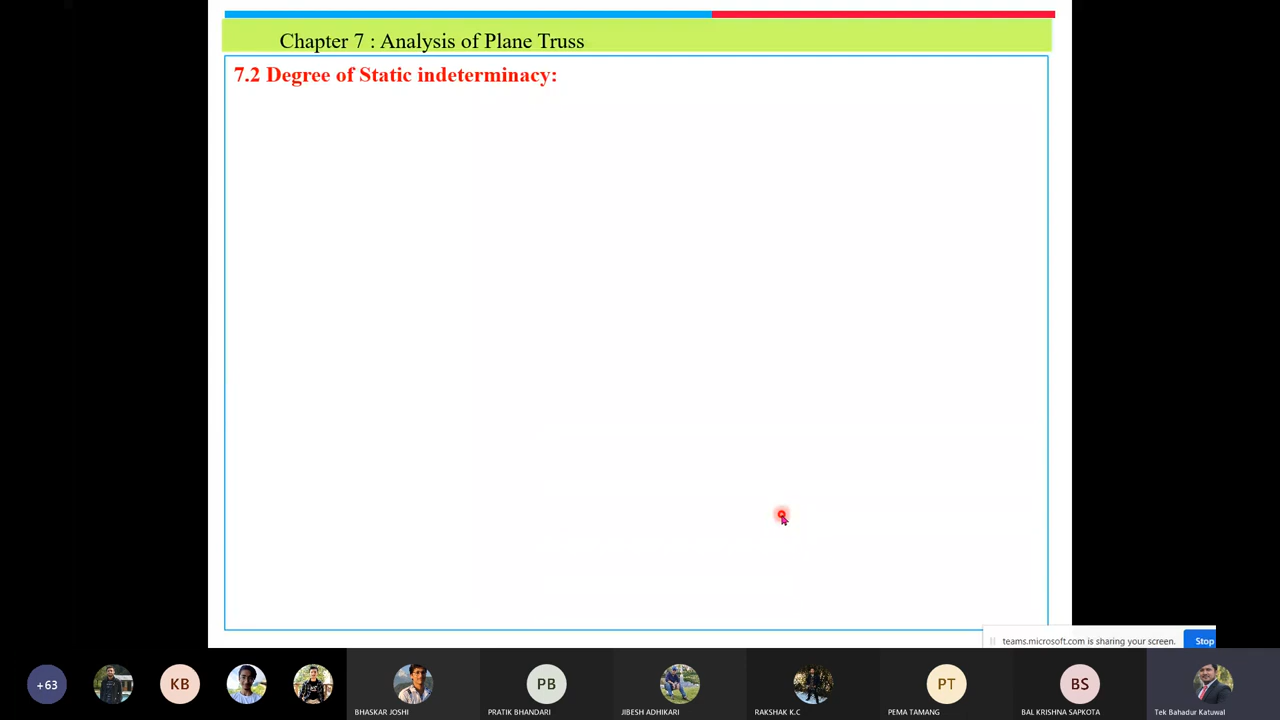 Chapter 7 : Analysis of Plane Truss
7.2 Degree of Static indeterminacy:
teams.microsoft.com is sharing your screen.
Stop
+63
KB
PB
PT
BS
BHASKAR JOSHI
PRATIK BHANDARI
JIBESH ADHIKARI
RAKSHAK K.C
PEMA TAMANG
BAL KRISHNA SAPKOTA
Tek Bahadur Katuwal